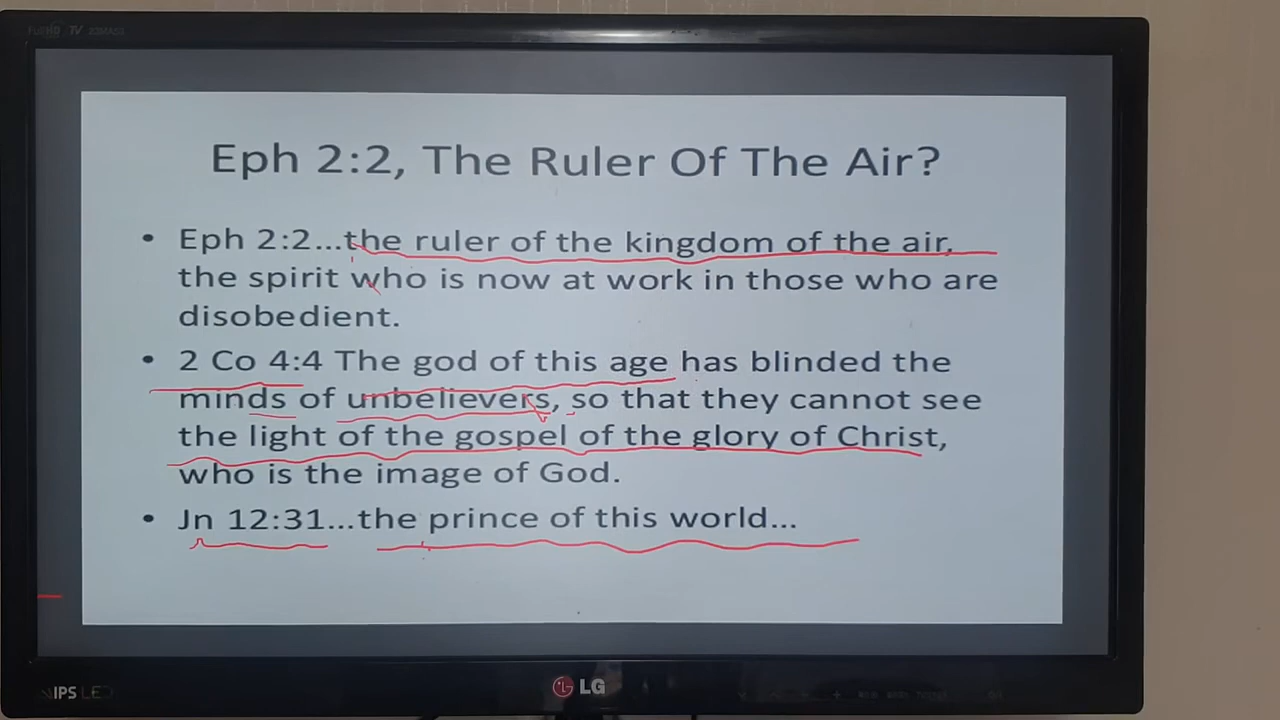 FullHD TV
Eph 2:2, The Ruler Of The Air?
• Eph 2:2...the ruler of the kingdom of the air,
the spirit who is now at work in those who are
disobedient.
• 2 Co 4:4 The god of this age has blinded the
minds of unbelievers, so that they cannot see
the light of the gospel of the glory of Christ,
who is the image of God.
• Jn 12:31...the prince of this world...
IPS LED
LG